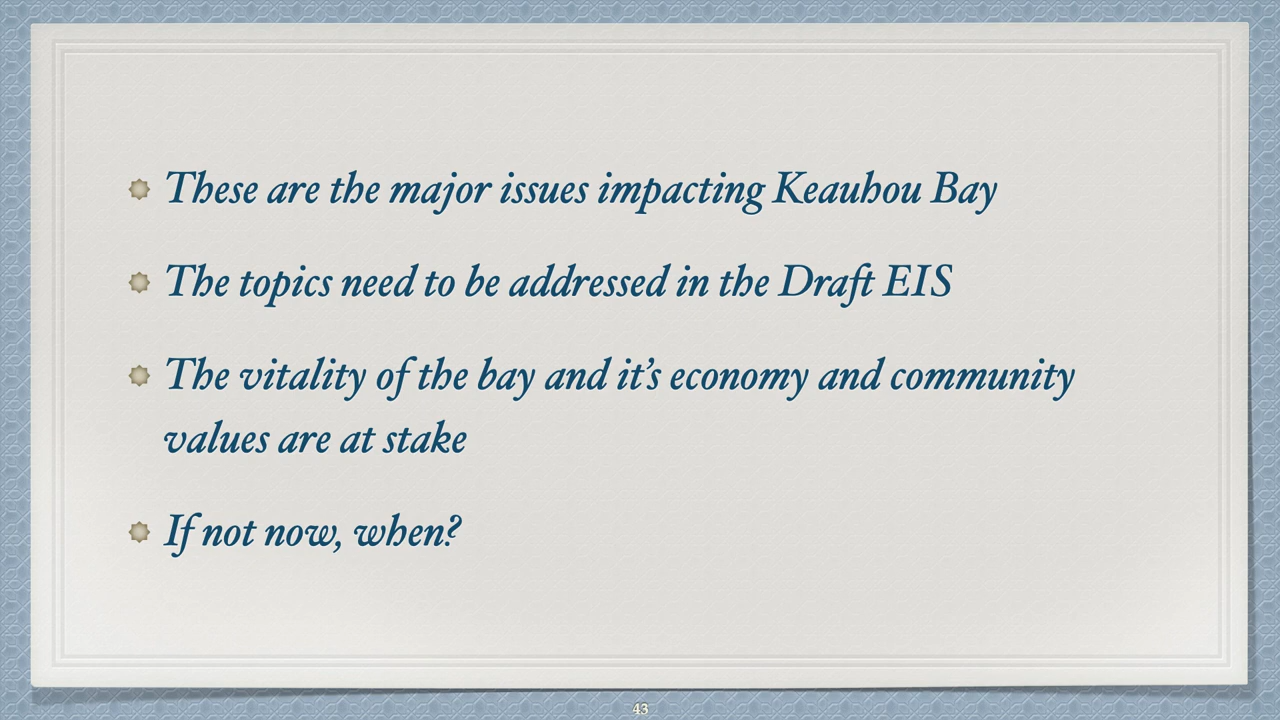 These are the major issues impacting Keauhou Bay
The topics need to be addressed in the Draft EIS
The vitality of the bay and it’s economy and community
values are at stake
If not now, when?
43